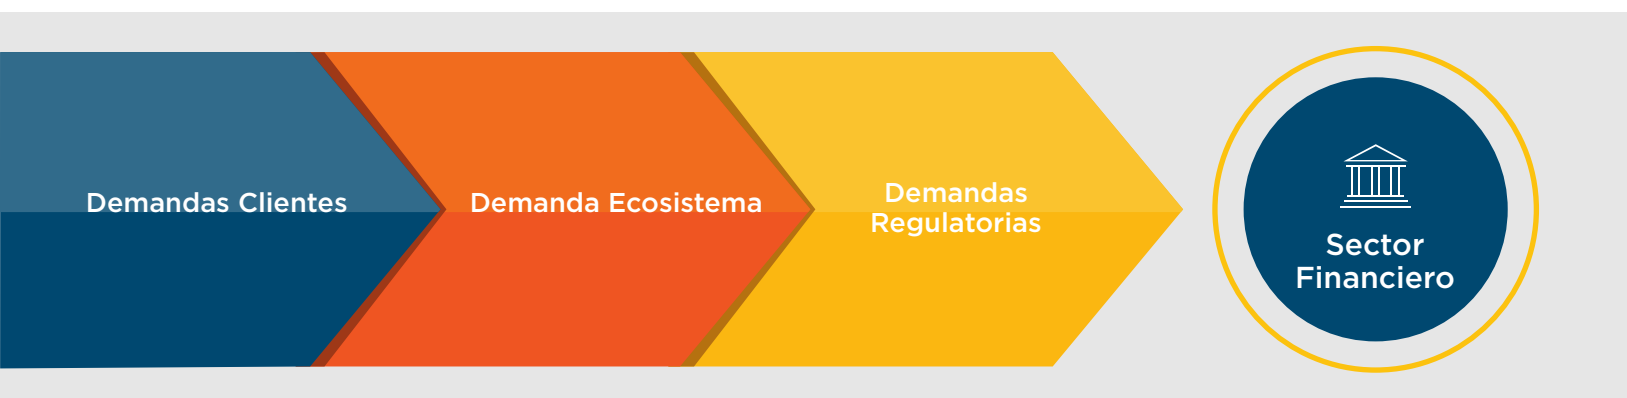 Demandas Clientes
Demanda Ecosistema
Demandas
Regulatorias
Sector
Financiero